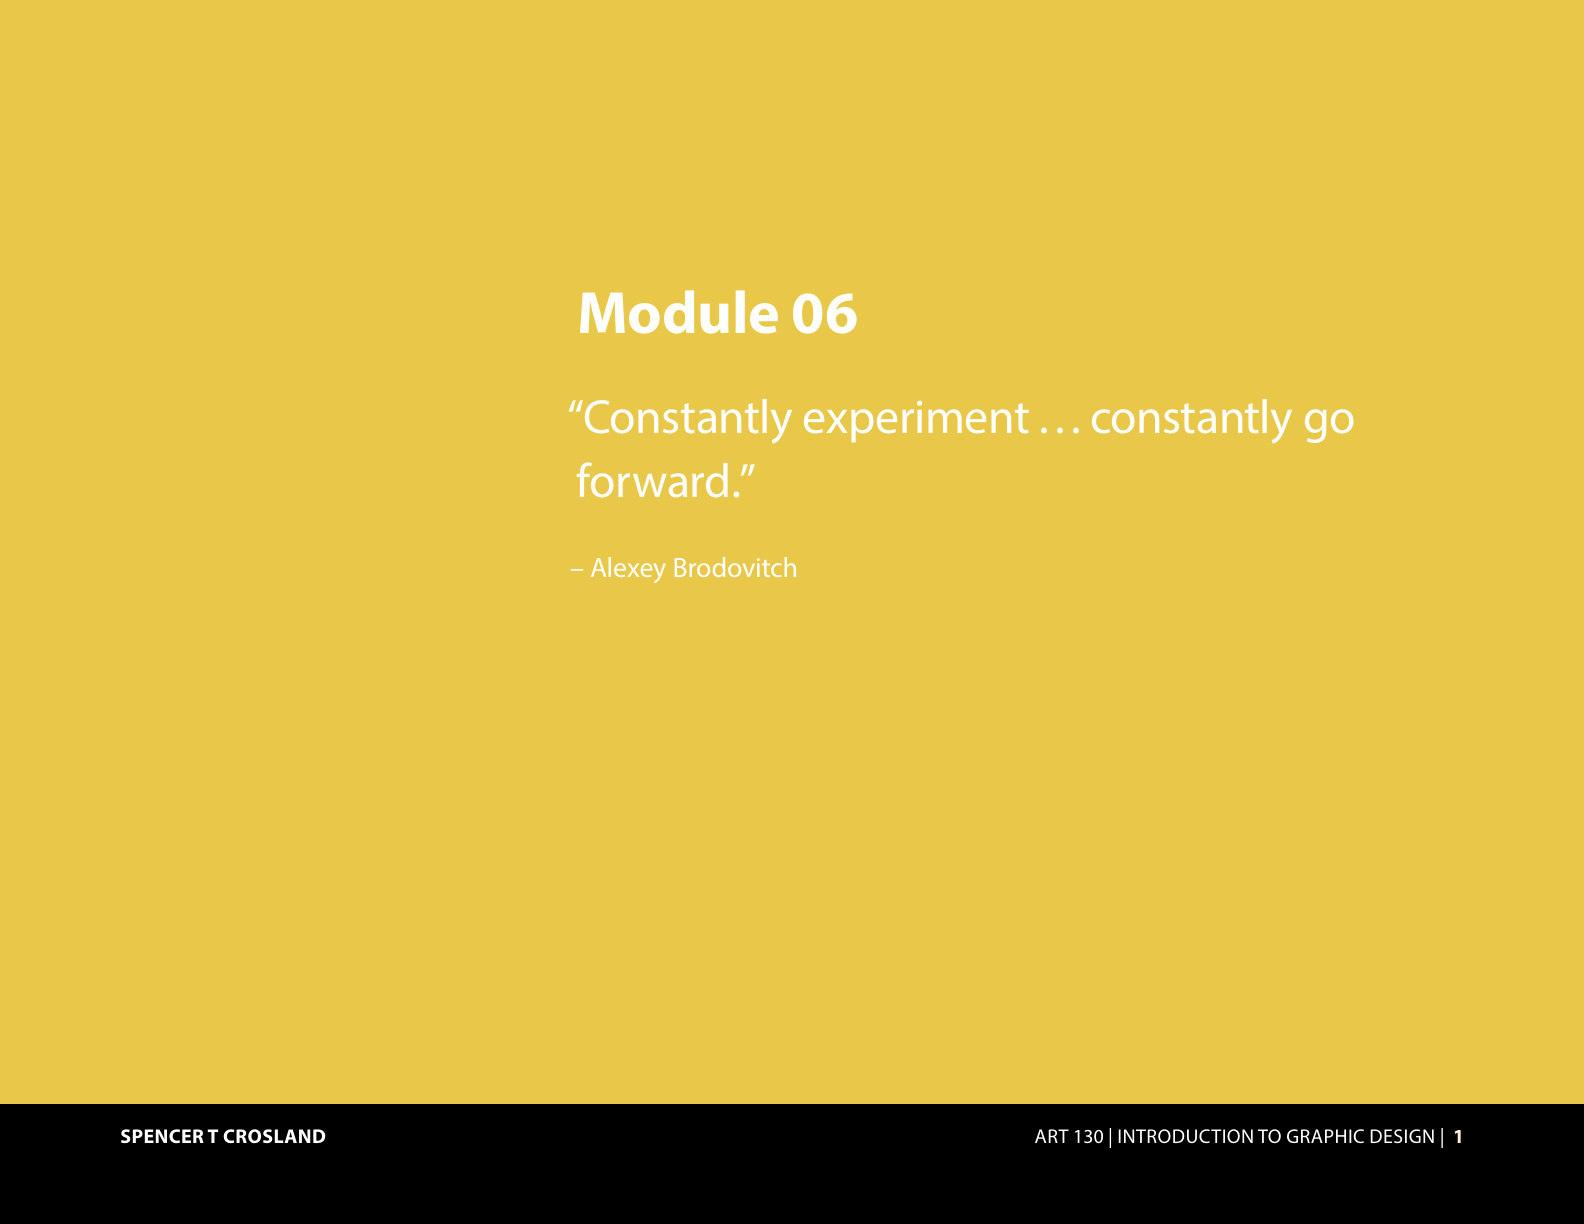 Module 06
“Constantly experiment . . . constantly go
forward.”
– Alexey Brodovitch
SPENCER T CROSLAND
ART 130 | INTRODUCTION TO GRAPHIC DESIGN | 1